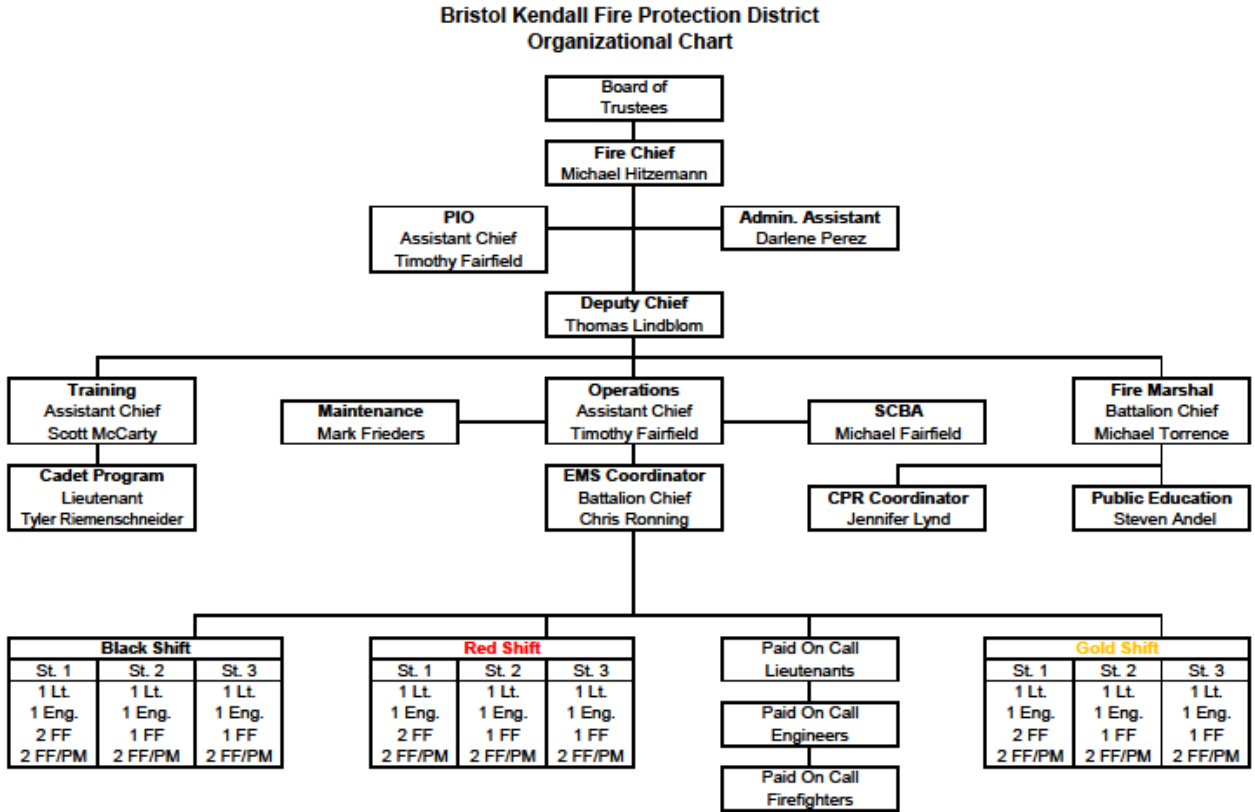 Bristol Kendall Fire Protection District
Organizational Chart
Board of
Trustees
Fire Chief
Michael Hitzemann
PIO
Assistant Chief
Timothy Fairfield
Admin. Assistant
Darlene Perez
Deputy Chief
Thomas Lindblom
Training
Assistant Chief
Scott McCarty
Maintenance
Mark Frieders
Operations
Assistant Chief
Timothy Fairfield
SCBA
Michael Fairfield
Fire Marshal
Battalion Chief
Michael Torrence
Cadet Program
Lieutenant
Tyler Riemenschneider
EMS Coordinator
Battalion Chief
Chris Ronning
CPR Coordinator
Jennifer Lynd
Public Education
Steven Andel
Black Shift
St. 1 St. 2 St. 3
1 Lt. 1 Lt. 1 Lt.
1 Eng. 1 Eng. 1 Eng.
2 FF 1 FF 1 FF
2 FF/PM 2 FF/PM 2 FF/PM
Red Shift
St. 1 St. 2 St. 3
1 Lt. 1 Lt. 1 Lt.
1 Eng. 1 Eng. 1 Eng.
2 FF 1 FF 1 FF
2 FF/PM 2 FF/PM 2 FF/PM
Paid On Call
Lieutenants
Paid On Call
Engineers
Paid On Call
Firefighters
Gold Shift
St. 1 St. 2 St. 3
1 Lt. 1 Lt. 1 Lt.
1 Eng. 1 Eng. 1 Eng.
2 FF 1 FF 1 FF
2 FF/PM 2 FF/PM 2 FF/PM